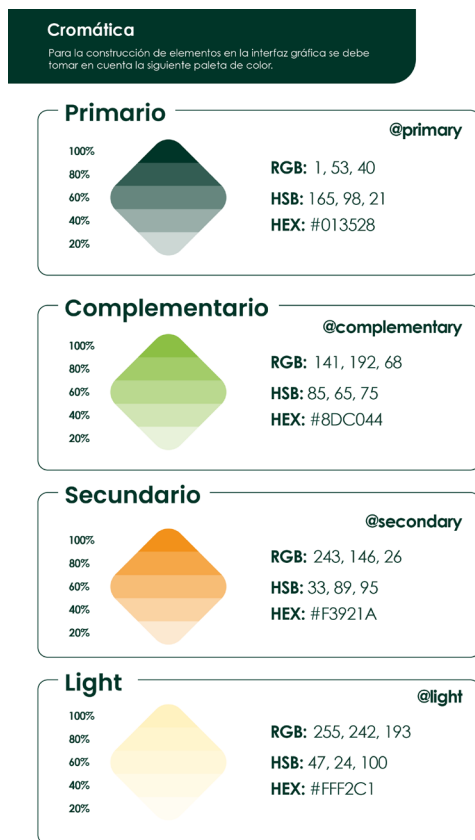 Cromática
Para la construcción de elementos en la interfaz gráfica se debe
tomar en cuenta la siguiente paleta de color.
Primario
@primary
100%
80%
60%
40%
20%
RGB: 1, 53, 40
HSB: 165, 98, 21
HEX: #013528
Complementario
@complementary
100%
80%
60%
40%
20%
RGB: 141, 192, 68
HSB: 85, 65, 75
HEX: #8DC044
Secundario
@secondary
100%
80%
60%
40%
20%
RGB: 243, 146, 26
HSB: 33, 89, 95
HEX: #F3921A
Light
@light
100%
80%
60%
40%
20%
RGB: 255, 242, 193
HSB: 47, 24, 100
HEX: #FFF2C1